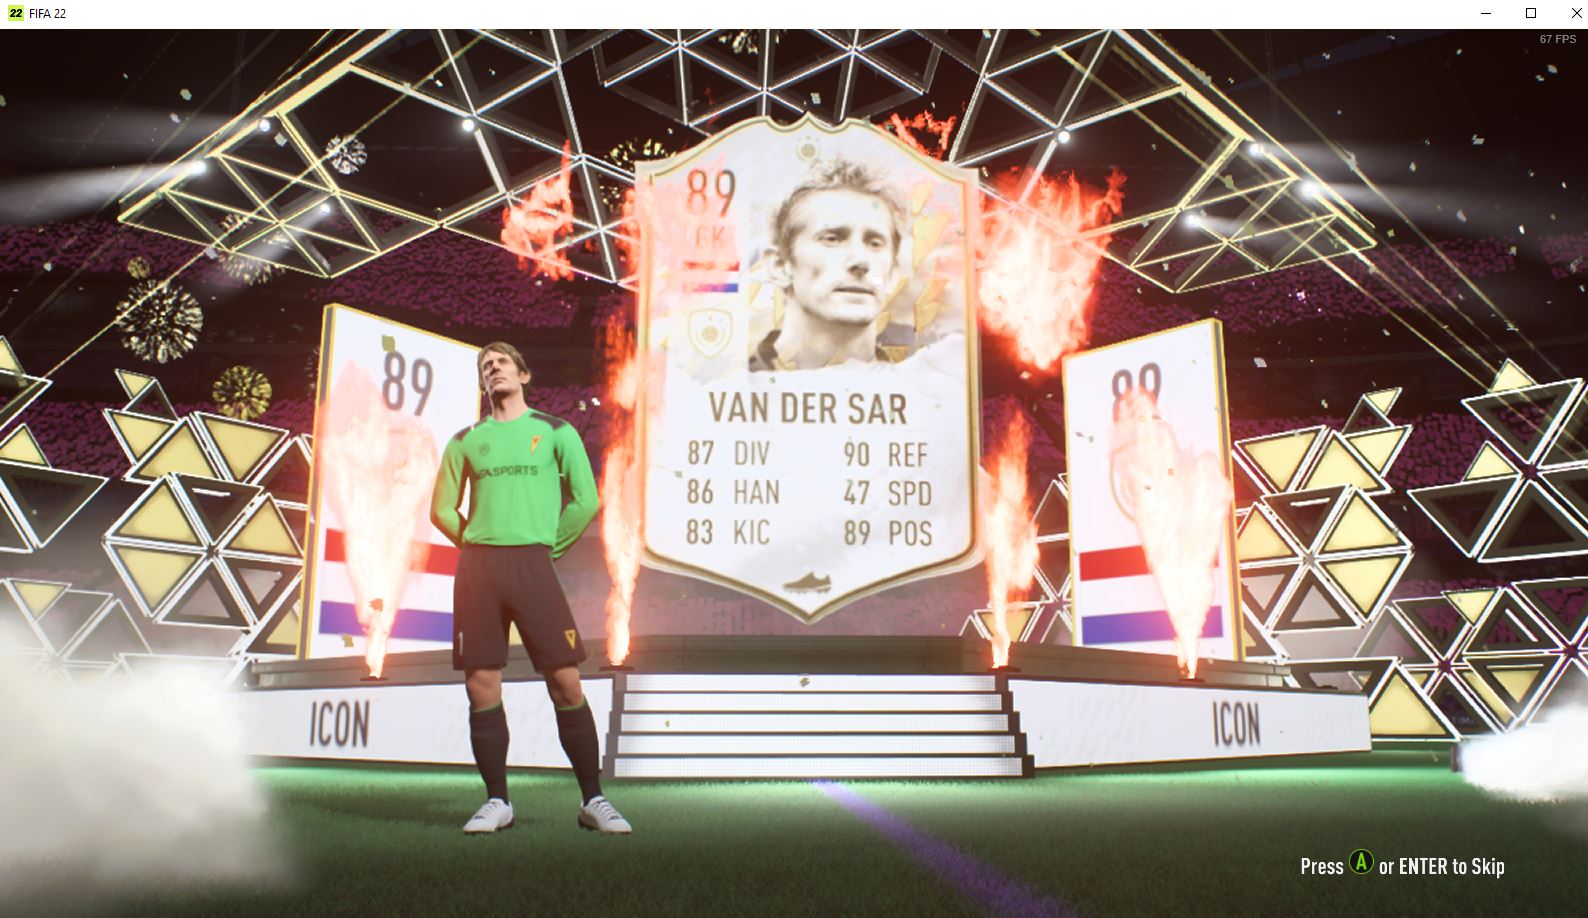 22 FIFA 22
67 FPS
89
GK
89
89
VAN DER SAR
87 DIV 90 REF
86 HAN 47 SPD
83 KIC 89 POS
EA SPORTS
ICON
ICON
Press A or ENTER to Skip